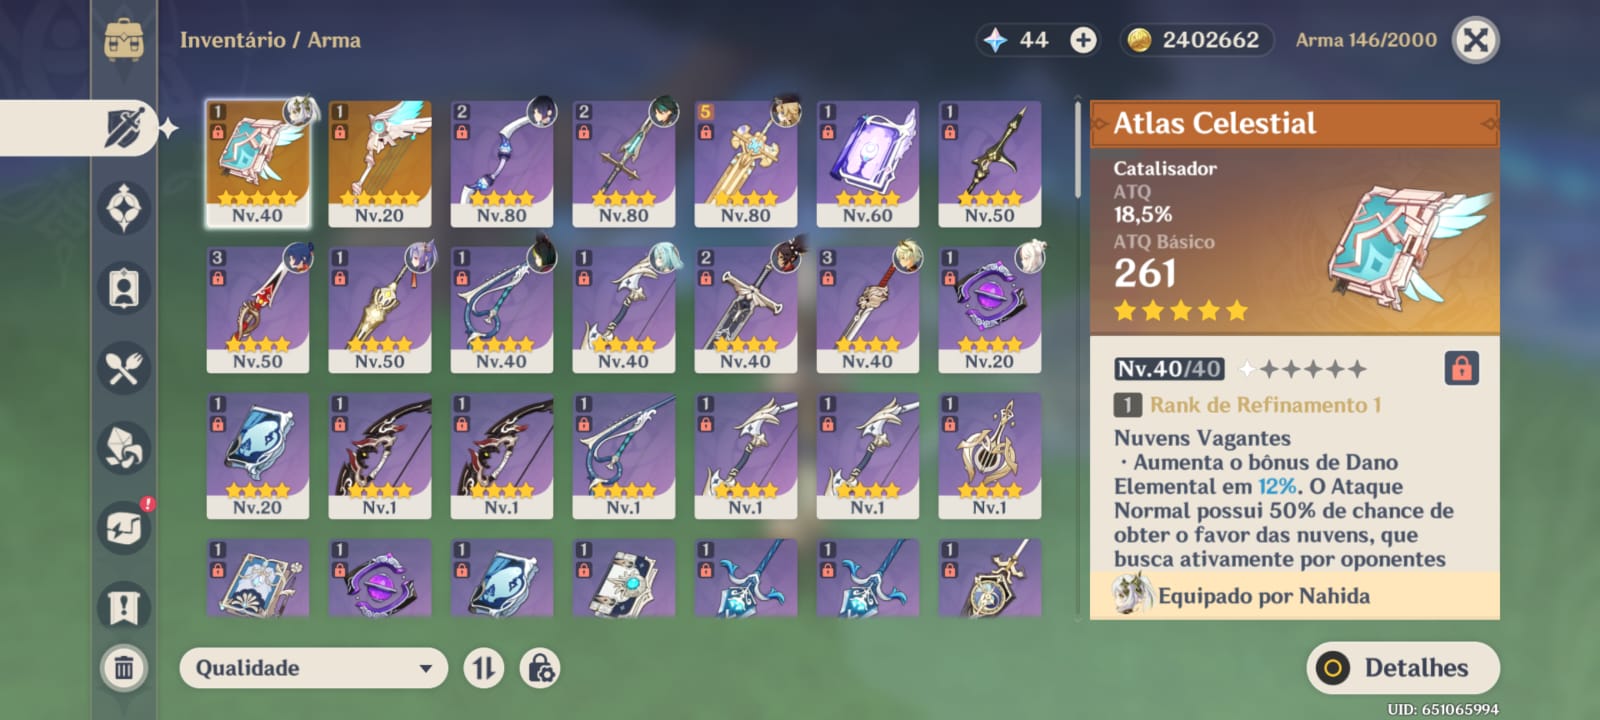 Inventário / Arma
44
2402662
Arma 146/2000
1
1
2
2
5
1
1
Nv.40
Nv.20
Nv.80
Nv.80
Nv.80
Nv.60
Nv.50
3
1
1
1
2
3
1
Nv.50
Nv.50
Nv.40
Nv.40
Nv.40
Nv.40
Nv.20
1
1
1
1
1
1
1
Nv.20
Nv.1
Nv.1
Nv.1
Nv.1
Nv.1
Nv.1
1
1
1
1
1
1
1
Qualidade
Atlas Celestial
Catalisador
ATQ
18,5%
ATQ Básico
261
Nv.40/40
1 Rank de Refinamento 1
Nuvens Vagantes
· Aumenta o bônus de Dano
Elemental em 12%. O Ataque
Normal possui 50% de chance de
obter o favor das nuvens, que
busca ativamente por oponentes
Equipado por Nahida
Detalhes
UID: 651065994